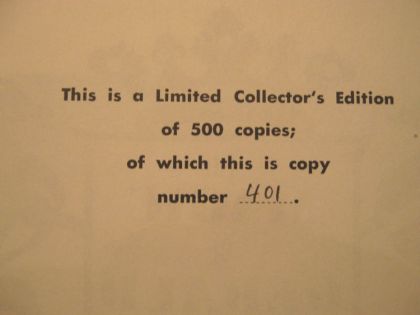 This is a Limited Collector's Edition
of 500 copies;
of which this is copy
number 401.